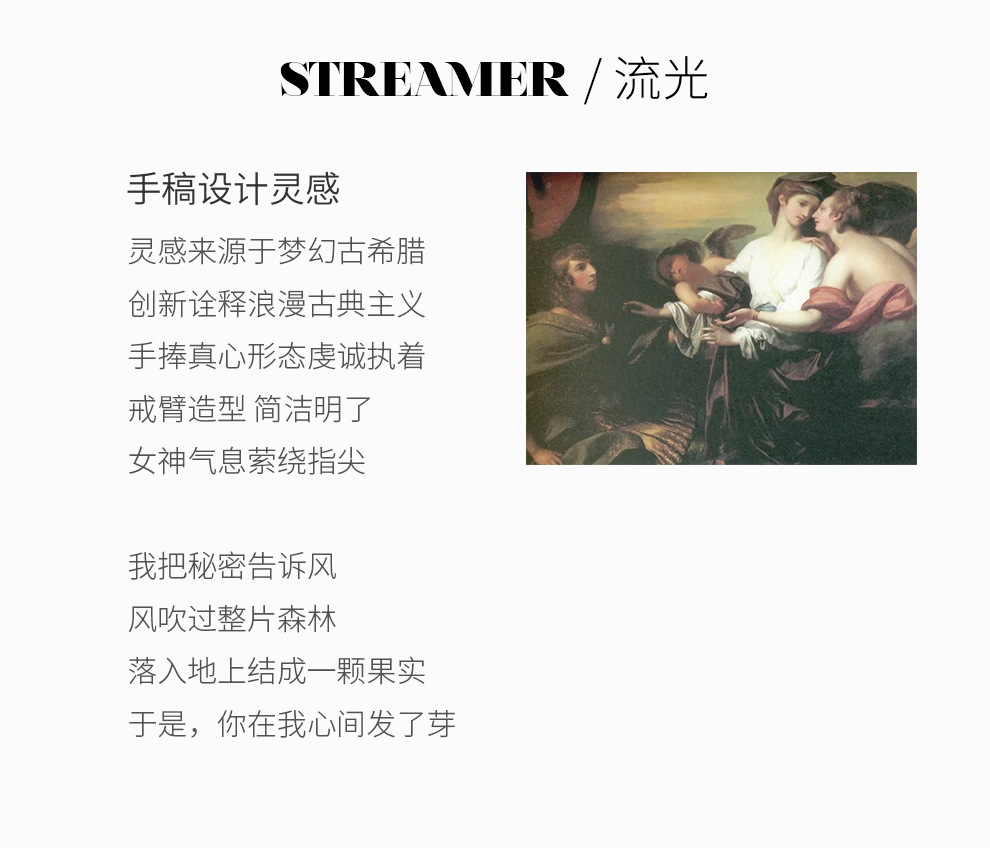 STREAMER / 流光
手稿设计灵感
灵感来源于梦幻古希腊
创新诠释浪漫古典主义
手捧真心形态虔诚执着
戒臂造型 简洁明了
女神气息萦绕指尖
我把秘密告诉风
风吹过整片森林
落入地上结成一颗果实
于是，你在我心间发了芽